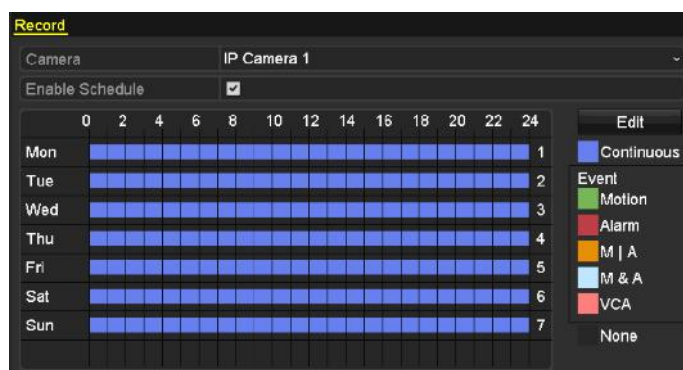 Record
Camera IP Camera 1
Enable Schedule
0 2 4 6 8 10 12 14 16 18 20 22 24
Edit
Mon 1
Continuous
Tue 2
Event
Motion
Wed 3
Alarm
Thu 4
M | A
Fri 5
M & A
Sat 6
VCA
Sun 7
None